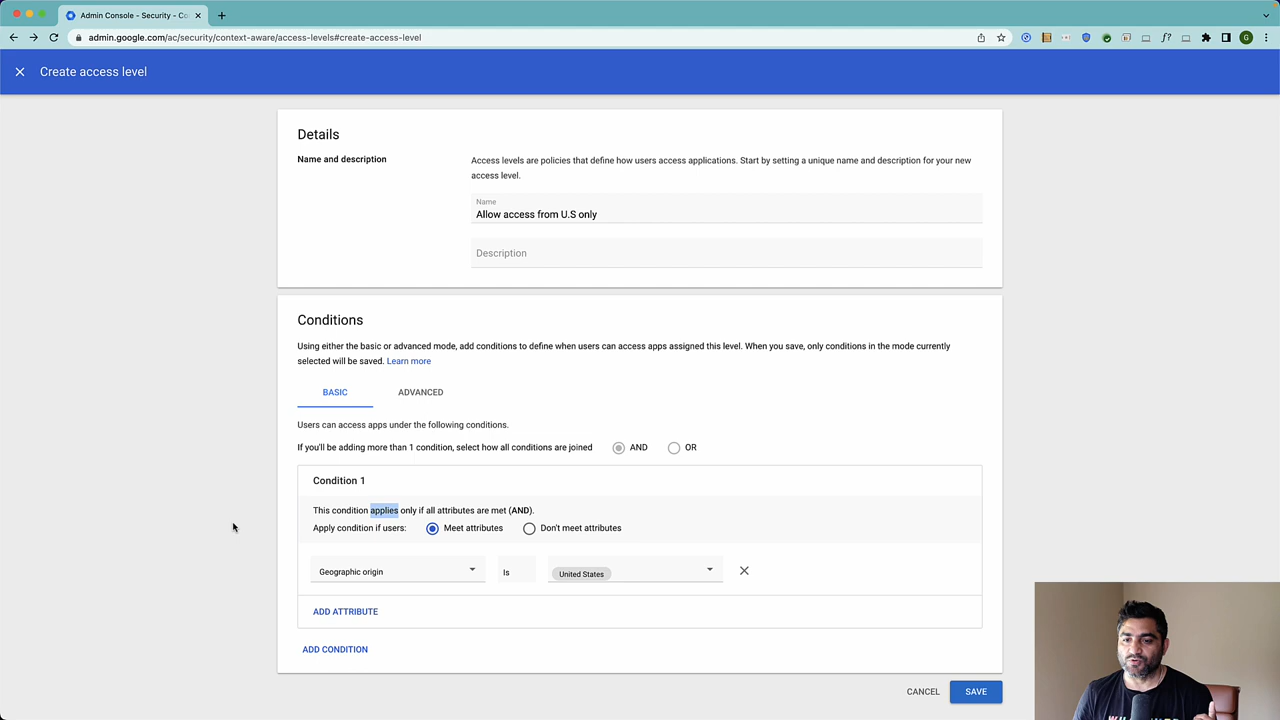 Admin Console - Security - Co
admin.google.com/ac/security/context-aware/access-levels#create-access-level
G
Create access level
Details
Name and description
Access levels are policies that define how users access applications. Start by setting a unique name and description for your new
access level.
Name
Allow access from U.S only
Description
Conditions
Using either the basic or advanced mode, add conditions to define when users can access apps assigned this level. When you save, only conditions in the mode currently
selected will be saved. Learn more
BASIC ADVANCED
Users can access apps under the following conditions.
If you'll be adding more than 1 condition, select how all conditions are joined AND OR
Condition 1
This condition applies only if all attributes are met (AND).
Apply condition if users: Meet attributes Don't meet attributes
Geographic origin Is United States
ADD ATTRIBUTE
ADD CONDITION
CANCEL SAVE